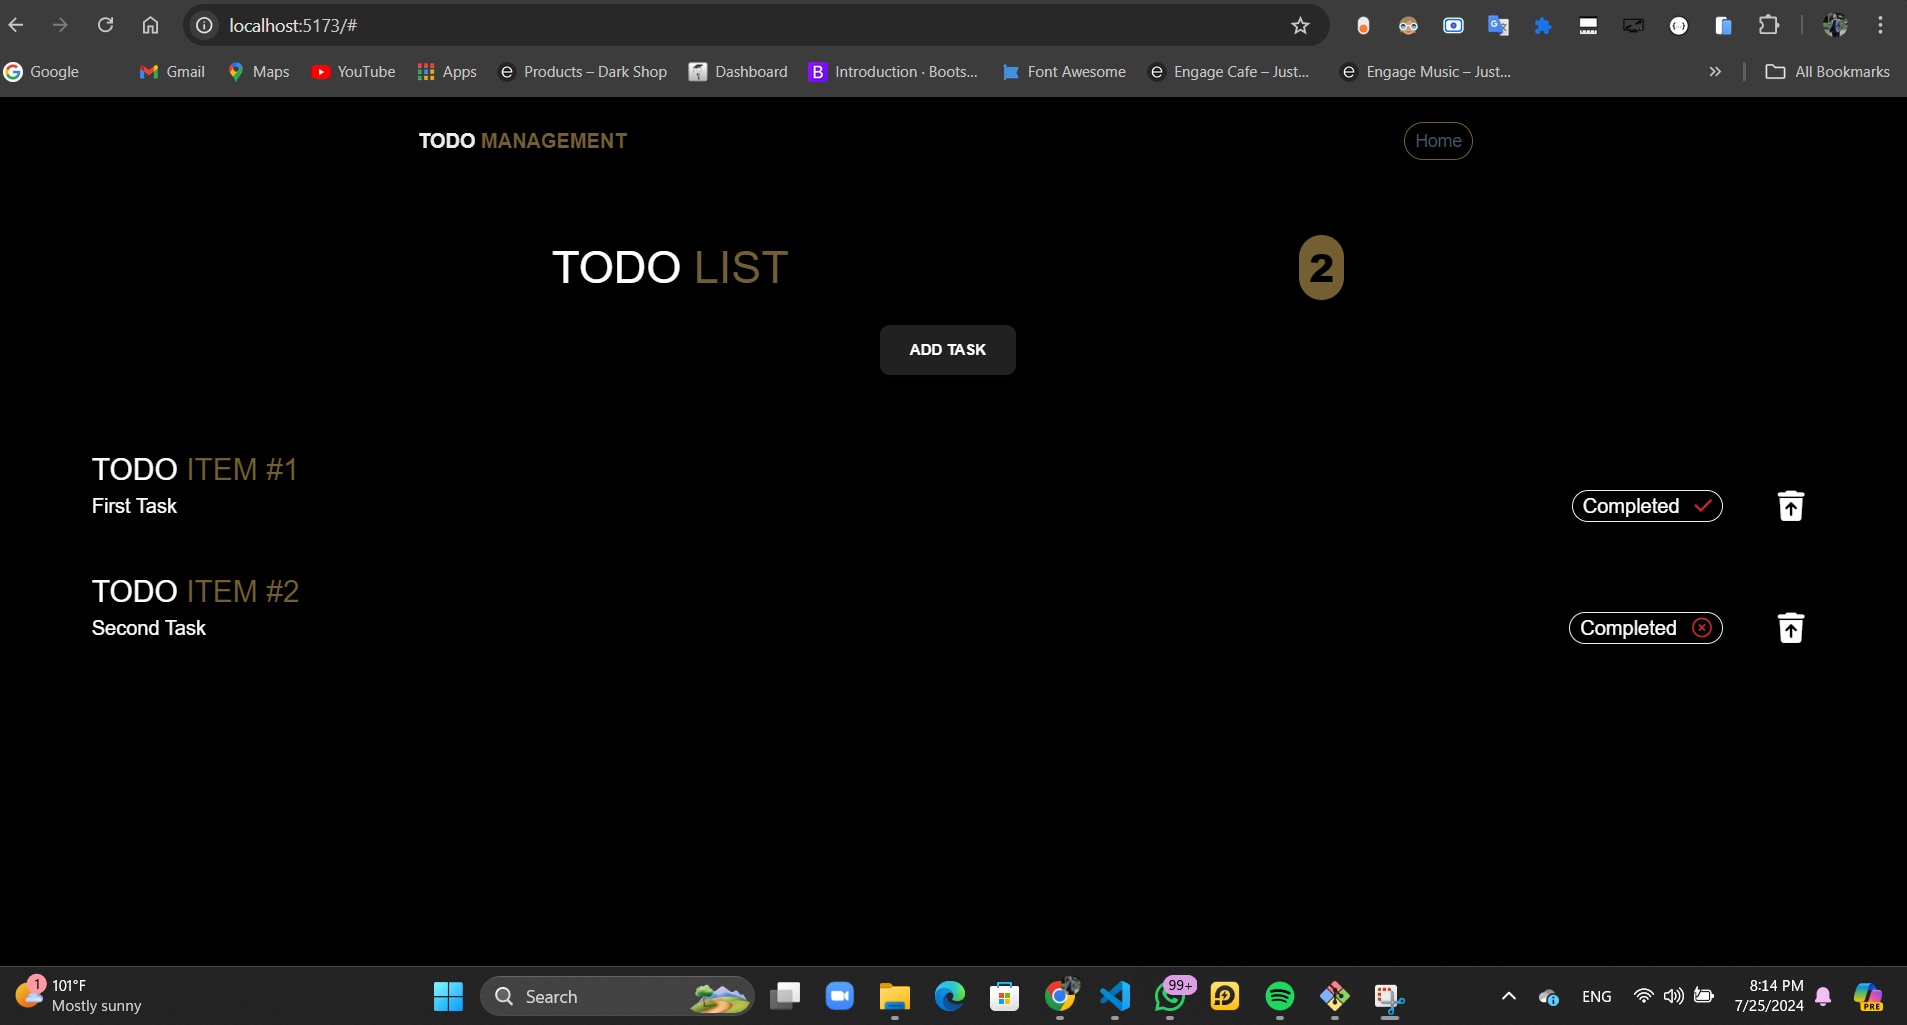 localhost:5173/#
Google Gmail Maps YouTube Apps Products – Dark Shop Dashboard B Introduction · Boots... Font Awesome Engage Cafe – Just... Engage Music – Just... » All Bookmarks
TODO MANAGEMENT Home
TODO LIST 2
ADD TASK
TODO ITEM #1
First Task Completed
TODO ITEM #2
Second Task Completed
1 101°F
Mostly sunny
Search
99+
ENG
8:14 PM
7/25/2024
PRE